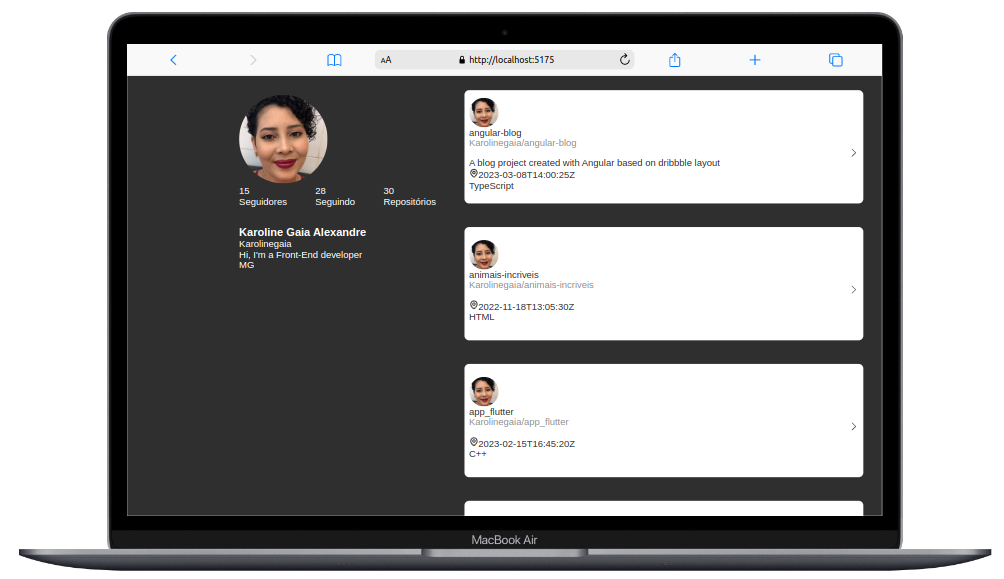 AA
http://localhost:5175
15
Seguidores
28
Seguindo
30
Repositórios
Karoline Gaia Alexandre
Karolinegaia
Hi, I'm a Front-End developer
MG
angular-blog
Karolinegaia/angular-blog
A blog project created with Angular based on dribbble layout
2023-03-08T14:00:25Z
TypeScript
animais-incriveis
Karolinegaia/animais-incriveis
2022-11-18T13:05:30Z
HTML
app_flutter
Karolinegaia/app_flutter
2023-02-15T16:45:20Z
C++
MacBook Air